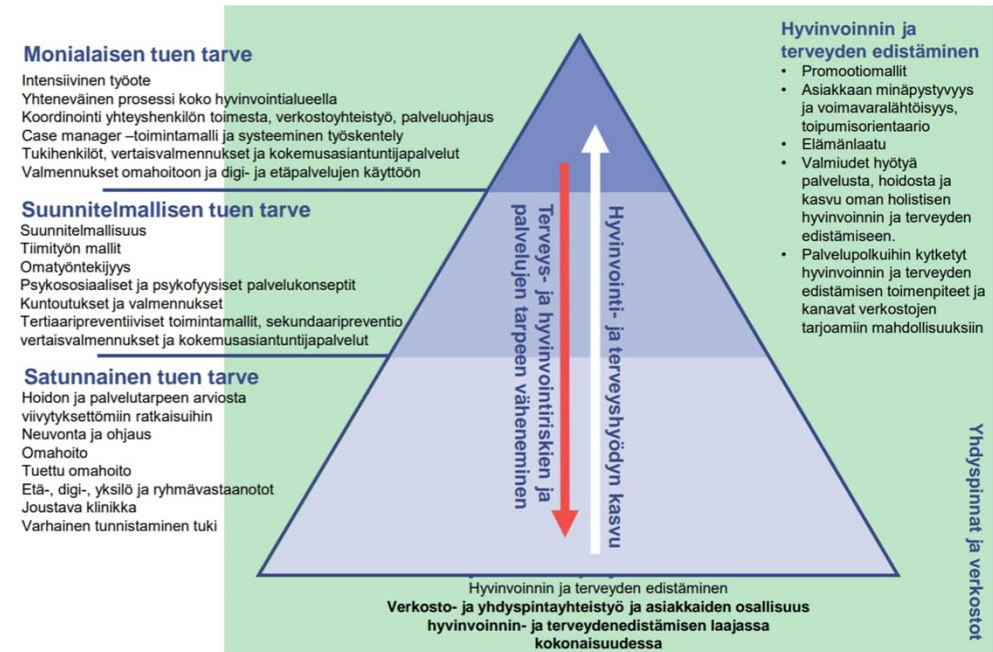 Monialaisen tuen tarve
Intensiivinen työote
Yhteneväinen prosessi koko hyvinvointialueella
Koordinointi yhteyshenkilön toimesta, verkostoyhteistyö, palveluohjaus
Case manager –toimintamalli ja systeeminen työskentely
Tukihenkilöt, vertaisvalmennukset ja kokemusasiantuntijapalvelut
Valmennukset omahoitoon ja digi- ja etäpalvelujen käyttöön
Suunnitelmallisen tuen tarve
Suunnitelmallisuus
Tiimityön mallit
Omatyöntekijyys
Psykososiaaliset ja psykofyysiset palvelukonseptit
Kuntoutukset ja valmennukset
Tertiaaripreventiiviset toimintamallit, sekundaaripreventio
vertaisvalmennukset ja kokemusasiantuntijapalvelut
Satunnainen tuen tarve
Hoidon ja palvelutarpeen arviosta
viivytyksettömiin ratkaisuihin
Neuvonta ja ohjaus
Omahoito
Tuettu omahoito
Etä-, digi-, yksilö ja ryhmävastaanotot
Joustava klinikka
Varhainen tunnistaminen tuki
Terveys- ja hyvinvointiriskien ja
palvelujen tarpeen väheneminen
Hyvinvointi- ja terveyshyödyn kasvu
Hyvinvoinnin ja terveyden edistäminen
Verkosto- ja yhdyspintayhteistyö ja asiakkaiden osallisuus
hyvinvoinnin- ja terveydenedistämisen laajassa
kokonaisuudessa
Hyvinvoinnin ja
terveyden edistäminen
• Promootiomallit
• Asiakkaan minäpystyvyys
ja voimavaralähtöisyys,
toipumisorientaario
• Elämänlaatu
• Valmiudet hyötyä
palvelusta, hoidosta ja
kasvu oman holistisen
hyvinvoinnin ja terveyden
edistämiseen.
• Palvelupolkuihin kytketyt
hyvinvoinnin ja terveyden
edistämisen toimenpiteet ja
kanavat verkostojen
tarjoamiin mahdollisuuksiin
Yhdyspinnat ja verkostot